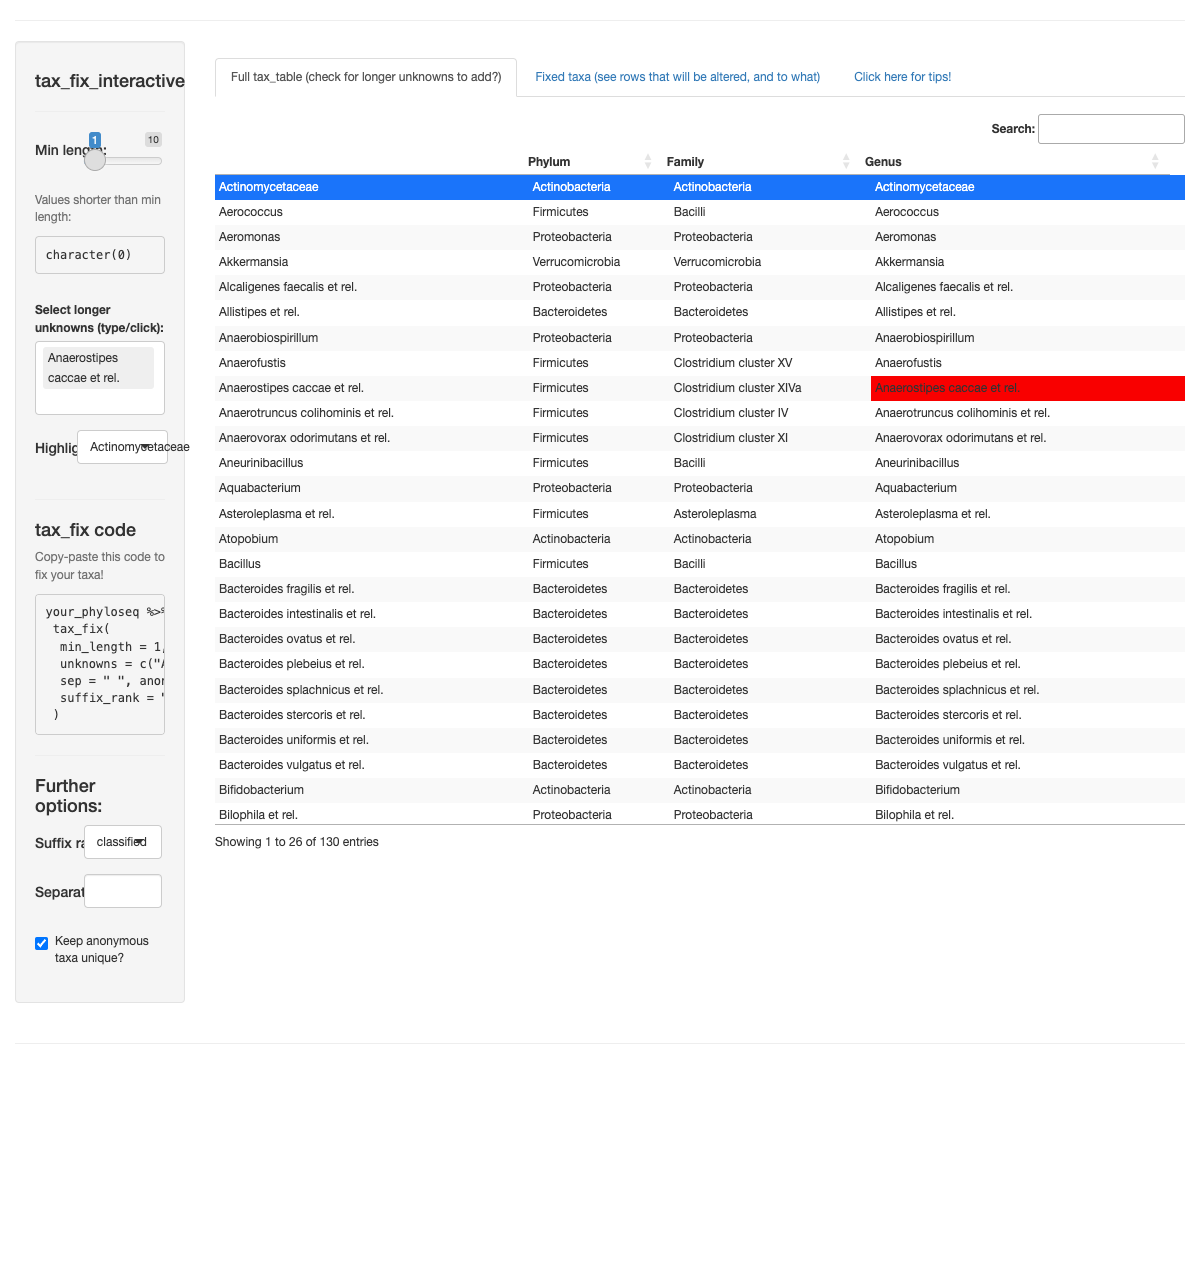 tax_fix_interactive
1
10
Min length:
Values shorter than min
length:
character(0)
Select longer
unknowns (type/click):
Anaerostipes
caccae et rel.
Actinomycetaceae
tax_fix code
Copy-paste this code to
fix your taxa!
your_phyloseq %>%
tax_fix(
min_length = 1,
unknowns = c("A
sep = " ", anon
suffix_rank = "
)
Further
options:
Suffix ra
classified
Separat
Keep anonymous
taxa unique?
Full tax_table (check for longer unknowns to add?)
Fixed taxa (see rows that will be altered, and to what)
Click here for tips!
Search:
Phylum Family Genus
Actinomycetaceae Actinobacteria Actinobacteria Actinomycetaceae
Aerococcus Firmicutes Bacilli Aerococcus
Aeromonas Proteobacteria Proteobacteria Aeromonas
Akkermansia Verrucomicrobia Verrucomicrobia Akkermansia
Alcaligenes faecalis et rel. Proteobacteria Proteobacteria Alcaligenes faecalis et rel.
Allistipes et rel. Bacteroidetes Bacteroidetes Allistipes et rel.
Anaerobiospirillum Proteobacteria Proteobacteria Anaerobiospirillum
Anaerofustis Firmicutes Clostridium cluster XV Anaerofustis
Anaerostipes caccae et rel. Firmicutes Clostridium cluster XIVa Anaerostipes caccae et rel.
Anaerotruncus colihominis et rel. Firmicutes Clostridium cluster IV Anaerotruncus colihominis et rel.
Anaerovorax odorimutans et rel. Firmicutes Clostridium cluster XI Anaerovorax odorimutans et rel.
Aneurinibacillus Firmicutes Bacilli Aneurinibacillus
Aquabacterium Proteobacteria Proteobacteria Aquabacterium
Asteroleplasma et rel. Firmicutes Asteroleplasma Asteroleplasma et rel.
Atopobium Actinobacteria Actinobacteria Atopobium
Bacillus Firmicutes Bacilli Bacillus
Bacteroides fragilis et rel. Bacteroidetes Bacteroidetes Bacteroides fragilis et rel.
Bacteroides intestinalis et rel. Bacteroidetes Bacteroidetes Bacteroides intestinalis et rel.
Bacteroides ovatus et rel. Bacteroidetes Bacteroidetes Bacteroides ovatus et rel.
Bacteroides plebeius et rel. Bacteroidetes Bacteroidetes Bacteroides plebeius et rel.
Bacteroides splachnicus et rel. Bacteroidetes Bacteroidetes Bacteroides splachnicus et rel.
Bacteroides stercoris et rel. Bacteroidetes Bacteroidetes Bacteroides stercoris et rel.
Bacteroides uniformis et rel. Bacteroidetes Bacteroidetes Bacteroides uniformis et rel.
Bacteroides vulgatus et rel. Bacteroidetes Bacteroidetes Bacteroides vulgatus et rel.
Bifidobacterium Actinobacteria Actinobacteria Bifidobacterium
Bilophila et rel. Proteobacteria Proteobacteria Bilophila et rel.
Showing 1 to 26 of 130 entries